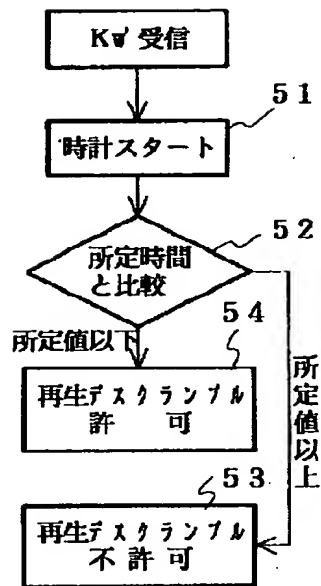 Kw' 受信
51
時計スタート
52
所定時間
と比較
54
所定値以下
再生デスクランブル
許 可
所定値以上
53
再生デスクランブル
不許可